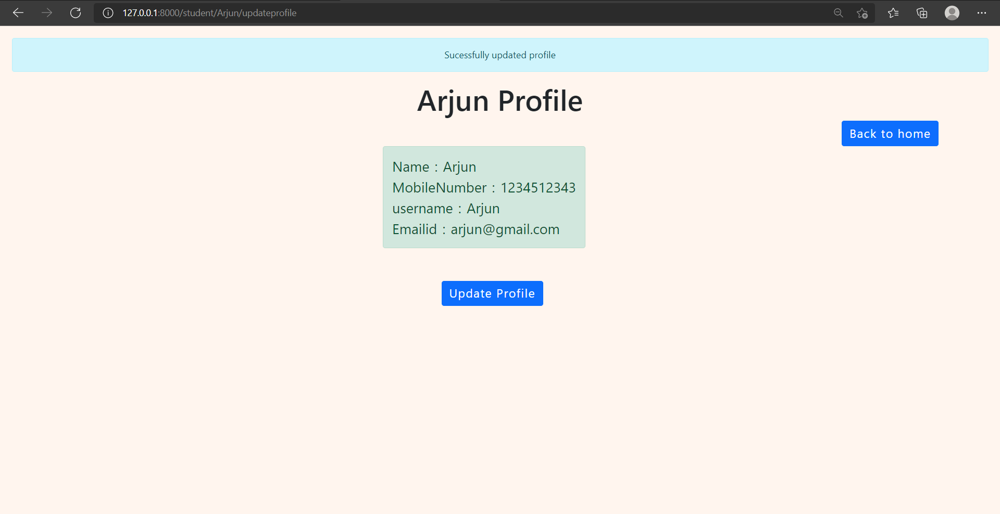 127.0.0.1:8000/student/Arjun/updateprofile
Sucessfully updated profile
Arjun Profile
Back to home
Name : Arjun
MobileNumber : 1234512343
username : Arjun
Emailid : arjun@gmail.com
Update Profile